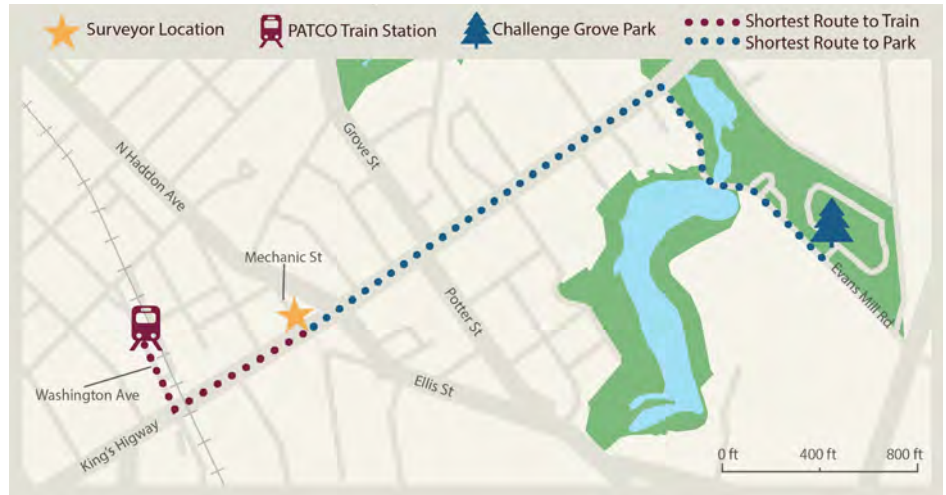 Surveyor Location
PATCO Train Station
Challenge Grove Park
Shortest Route to Train
Shortest Route to Park
N Haddon Ave
Grove St
Mechanic St
Potter St
Evans Mill Rd
Washington Ave
Ellis St
King's Higway
0 ft 400 ft 800 ft